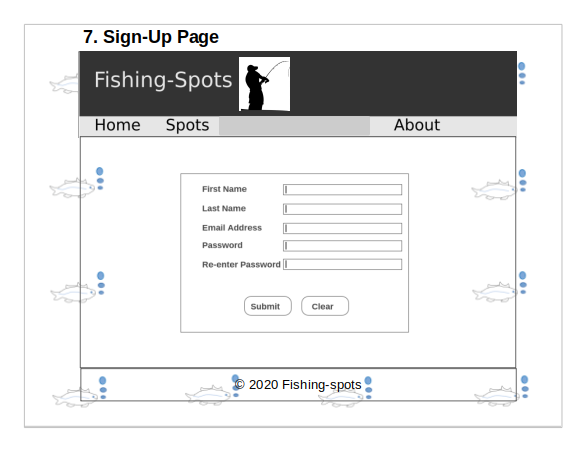 7. Sign-Up Page
Fishing-Spots
Home Spots About
First Name
Last Name
Email Address
Password
Re-enter Password
Submit Clear
© 2020 Fishing-spots